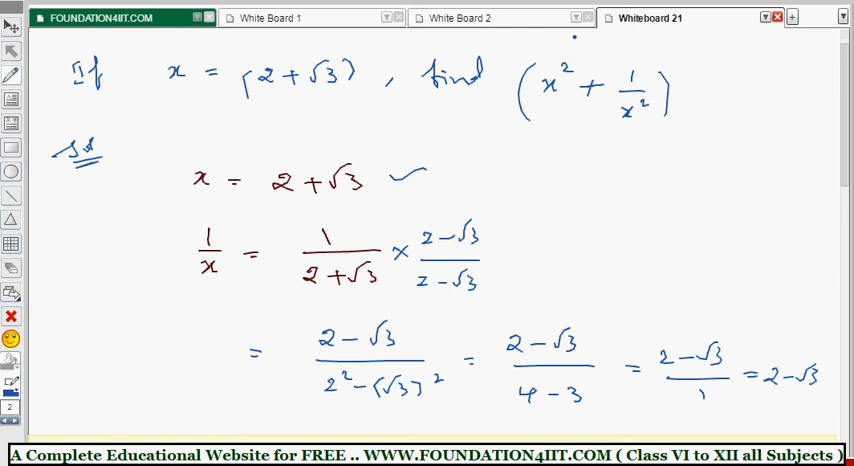 FOUNDATION4IIT.COM White Board 1 White Board 2 Whiteboard 21
If x = (2 + √3), find (x² + 1/x²)
Sol
x = 2 + √3 ✓
1/x = 1/(2 + √3) × (2 - √3)/(2 - √3)
= (2 - √3)/(2² - (√3)²) = (2 - √3)/(4 - 3) = (2 - √3)/1 = 2 - √3
2
A Complete Educational Website for FREE .. WWW.FOUNDATION4IIT.COM ( Class VI to XII all Subjects )